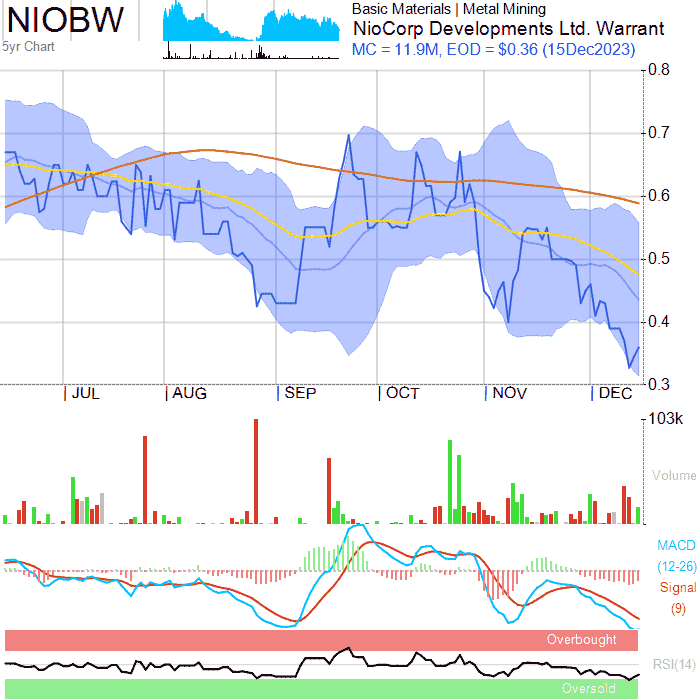 NIOBW
5yr Chart
Basic Materials | Metal Mining
NioCorp Developments Ltd. Warrant
MC = 11.9M, EOD = $0.36 (15Dec2023)
0.8
0.7
0.6
0.5
0.4
0.3
JUL AUG SEP OCT NOV DEC
103k
Volume
MACD
(12-26)
Signal
(9)
Overbought
RSI(14)
Oversold